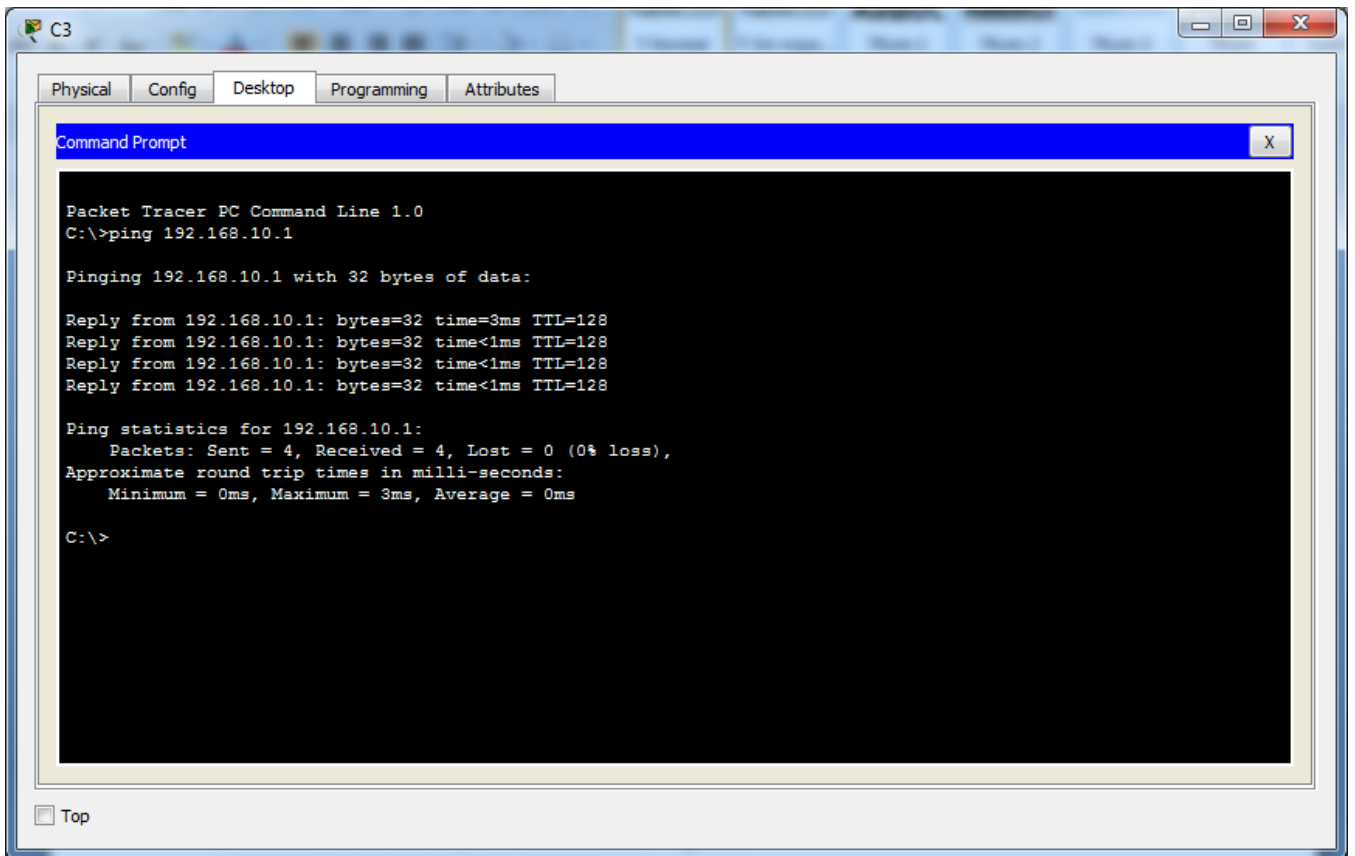 C3
Physical Config Desktop Programming Attributes
Command Prompt X
Packet Tracer PC Command Line 1.0
C:\>ping 192.168.10.1
Pinging 192.168.10.1 with 32 bytes of data:
Reply from 192.168.10.1: bytes=32 time=3ms TTL=128
Reply from 192.168.10.1: bytes=32 time<1ms TTL=128
Reply from 192.168.10.1: bytes=32 time<1ms TTL=128
Reply from 192.168.10.1: bytes=32 time<1ms TTL=128
Ping statistics for 192.168.10.1:
Packets: Sent = 4, Received = 4, Lost = 0 (0% loss),
Approximate round trip times in milli-seconds:
Minimum = 0ms, Maximum = 3ms, Average = 0ms
C:\>
Top